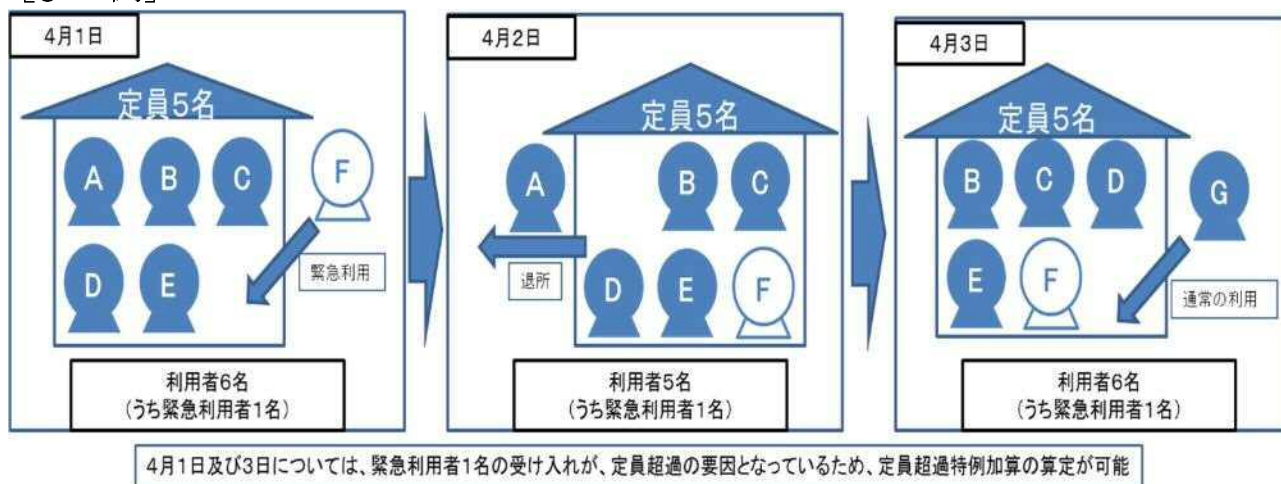 4月1日
定員5名
A
B
C
F
D
E
緊急利用
利用者6名
(うち緊急利用者1名)
4月2日
定員5名
A
B
C
退所
D
E
F
利用者5名
(うち緊急利用者1名)
4月3日
定員5名
B
C
D
G
E
F
通常の利用
利用者6名
(うち緊急利用者1名)
4月1日及び3日については、緊急利用者1名の受け入れが、定員超過の要因となっているため、定員超過特例加算の算定が可能